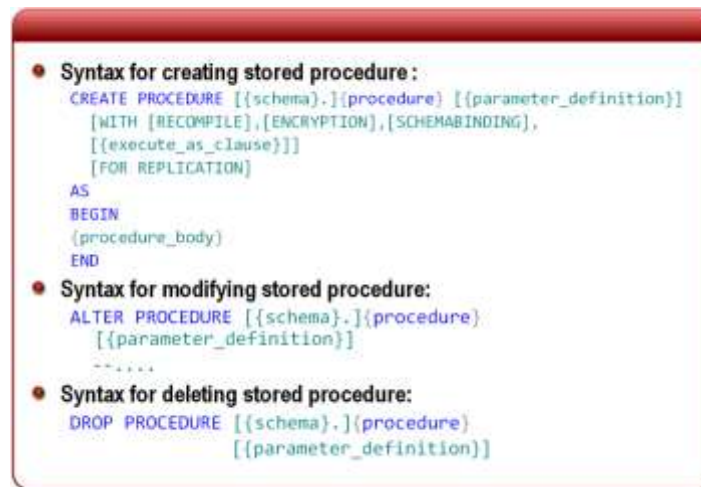 Syntax for creating stored procedure :
CREATE PROCEDURE [{schema}.]{procedure} [{parameter_definition}]
[WITH [RECOMPILE],[ENCRYPTION],[SCHEMABINDING],
[{execute_as_clause}]]
[FOR REPLICATION]
AS
BEGIN
{procedure_body}
END
Syntax for modifying stored procedure:
ALTER PROCEDURE [{schema}.]{procedure}
[{parameter_definition}]
--....
Syntax for deleting stored procedure:
DROP PROCEDURE [{schema}.]{procedure}
[{parameter_definition}]